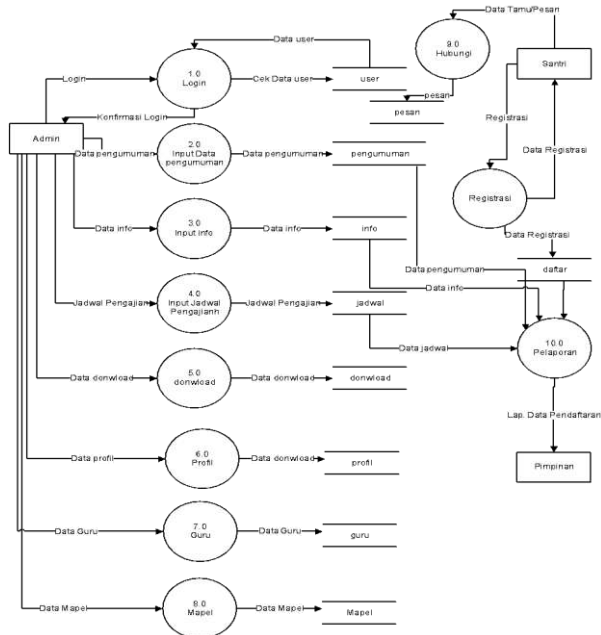 Data Tamu/Pesan
Data user
9.0
Hubungi
Santri
1.0
Login
Login
Cek Data user
user
pesan
pesan
Konfirmasi Login
Registrasi
Admin
2.0
Input Data
pengumuman
Data pengumuman
Data pengumuman
pengumuman
Data Registrasi
Registrasi
3.0
Input info
Data info
Data info
info
Data Registrasi
Data pengumuman
daftar
Data info
4.0
Input Jadwal
Pengajianh
Jadwal Pengajian
Jadwal Pengajian
jadwal
10.0
Pelaporan
Data jadwal
5.0
donwload
Data donwload
Data donwload
donwload
Lap. Data Pendaftaran
6.0
Profil
Data profil
Data donwload
profil
Pimpinan
7.0
Guru
Data Guru
Data Guru
guru
8.0
Mapel
Data Mapel
Data Mapel
Mapel